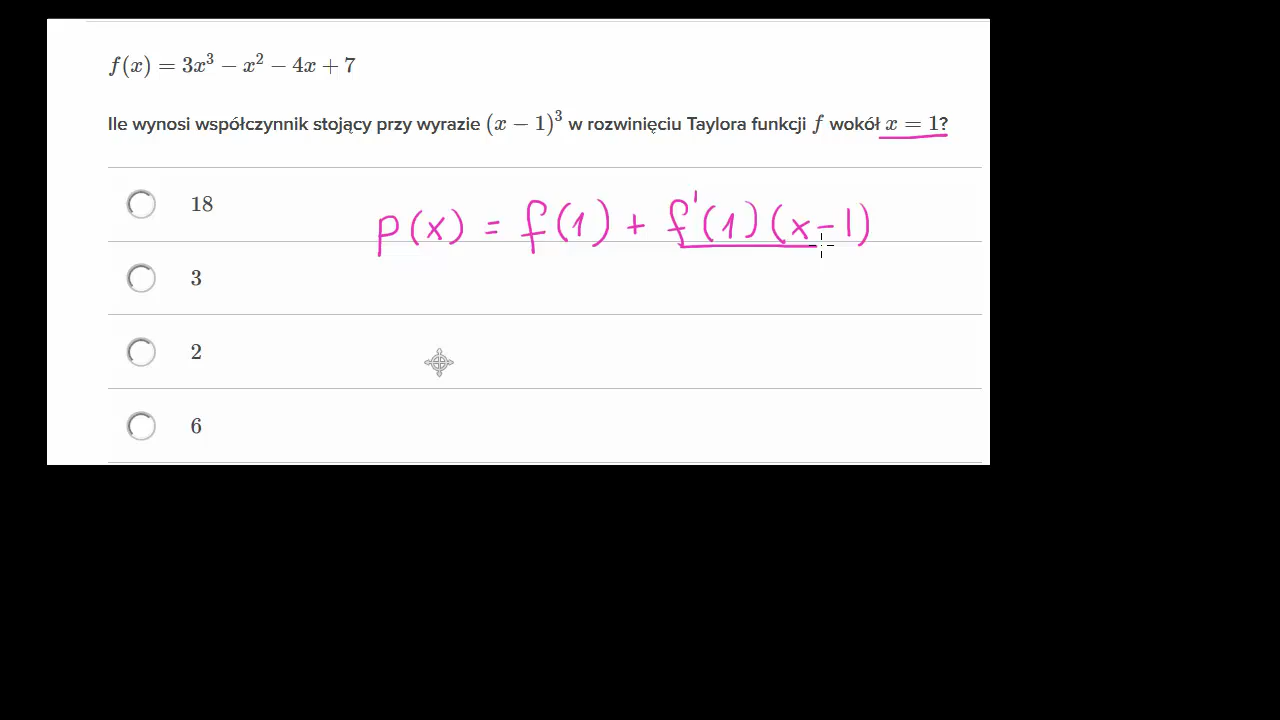 f(x) = 3x³ − x² − 4x + 7
Ile wynosi współczynnik stojący przy wyrazie (x − 1)³ w rozwinięciu Taylora funkcji f wokół x = 1?
18
p(x) = f(1) + f'(1)(x−1)
3
2
6